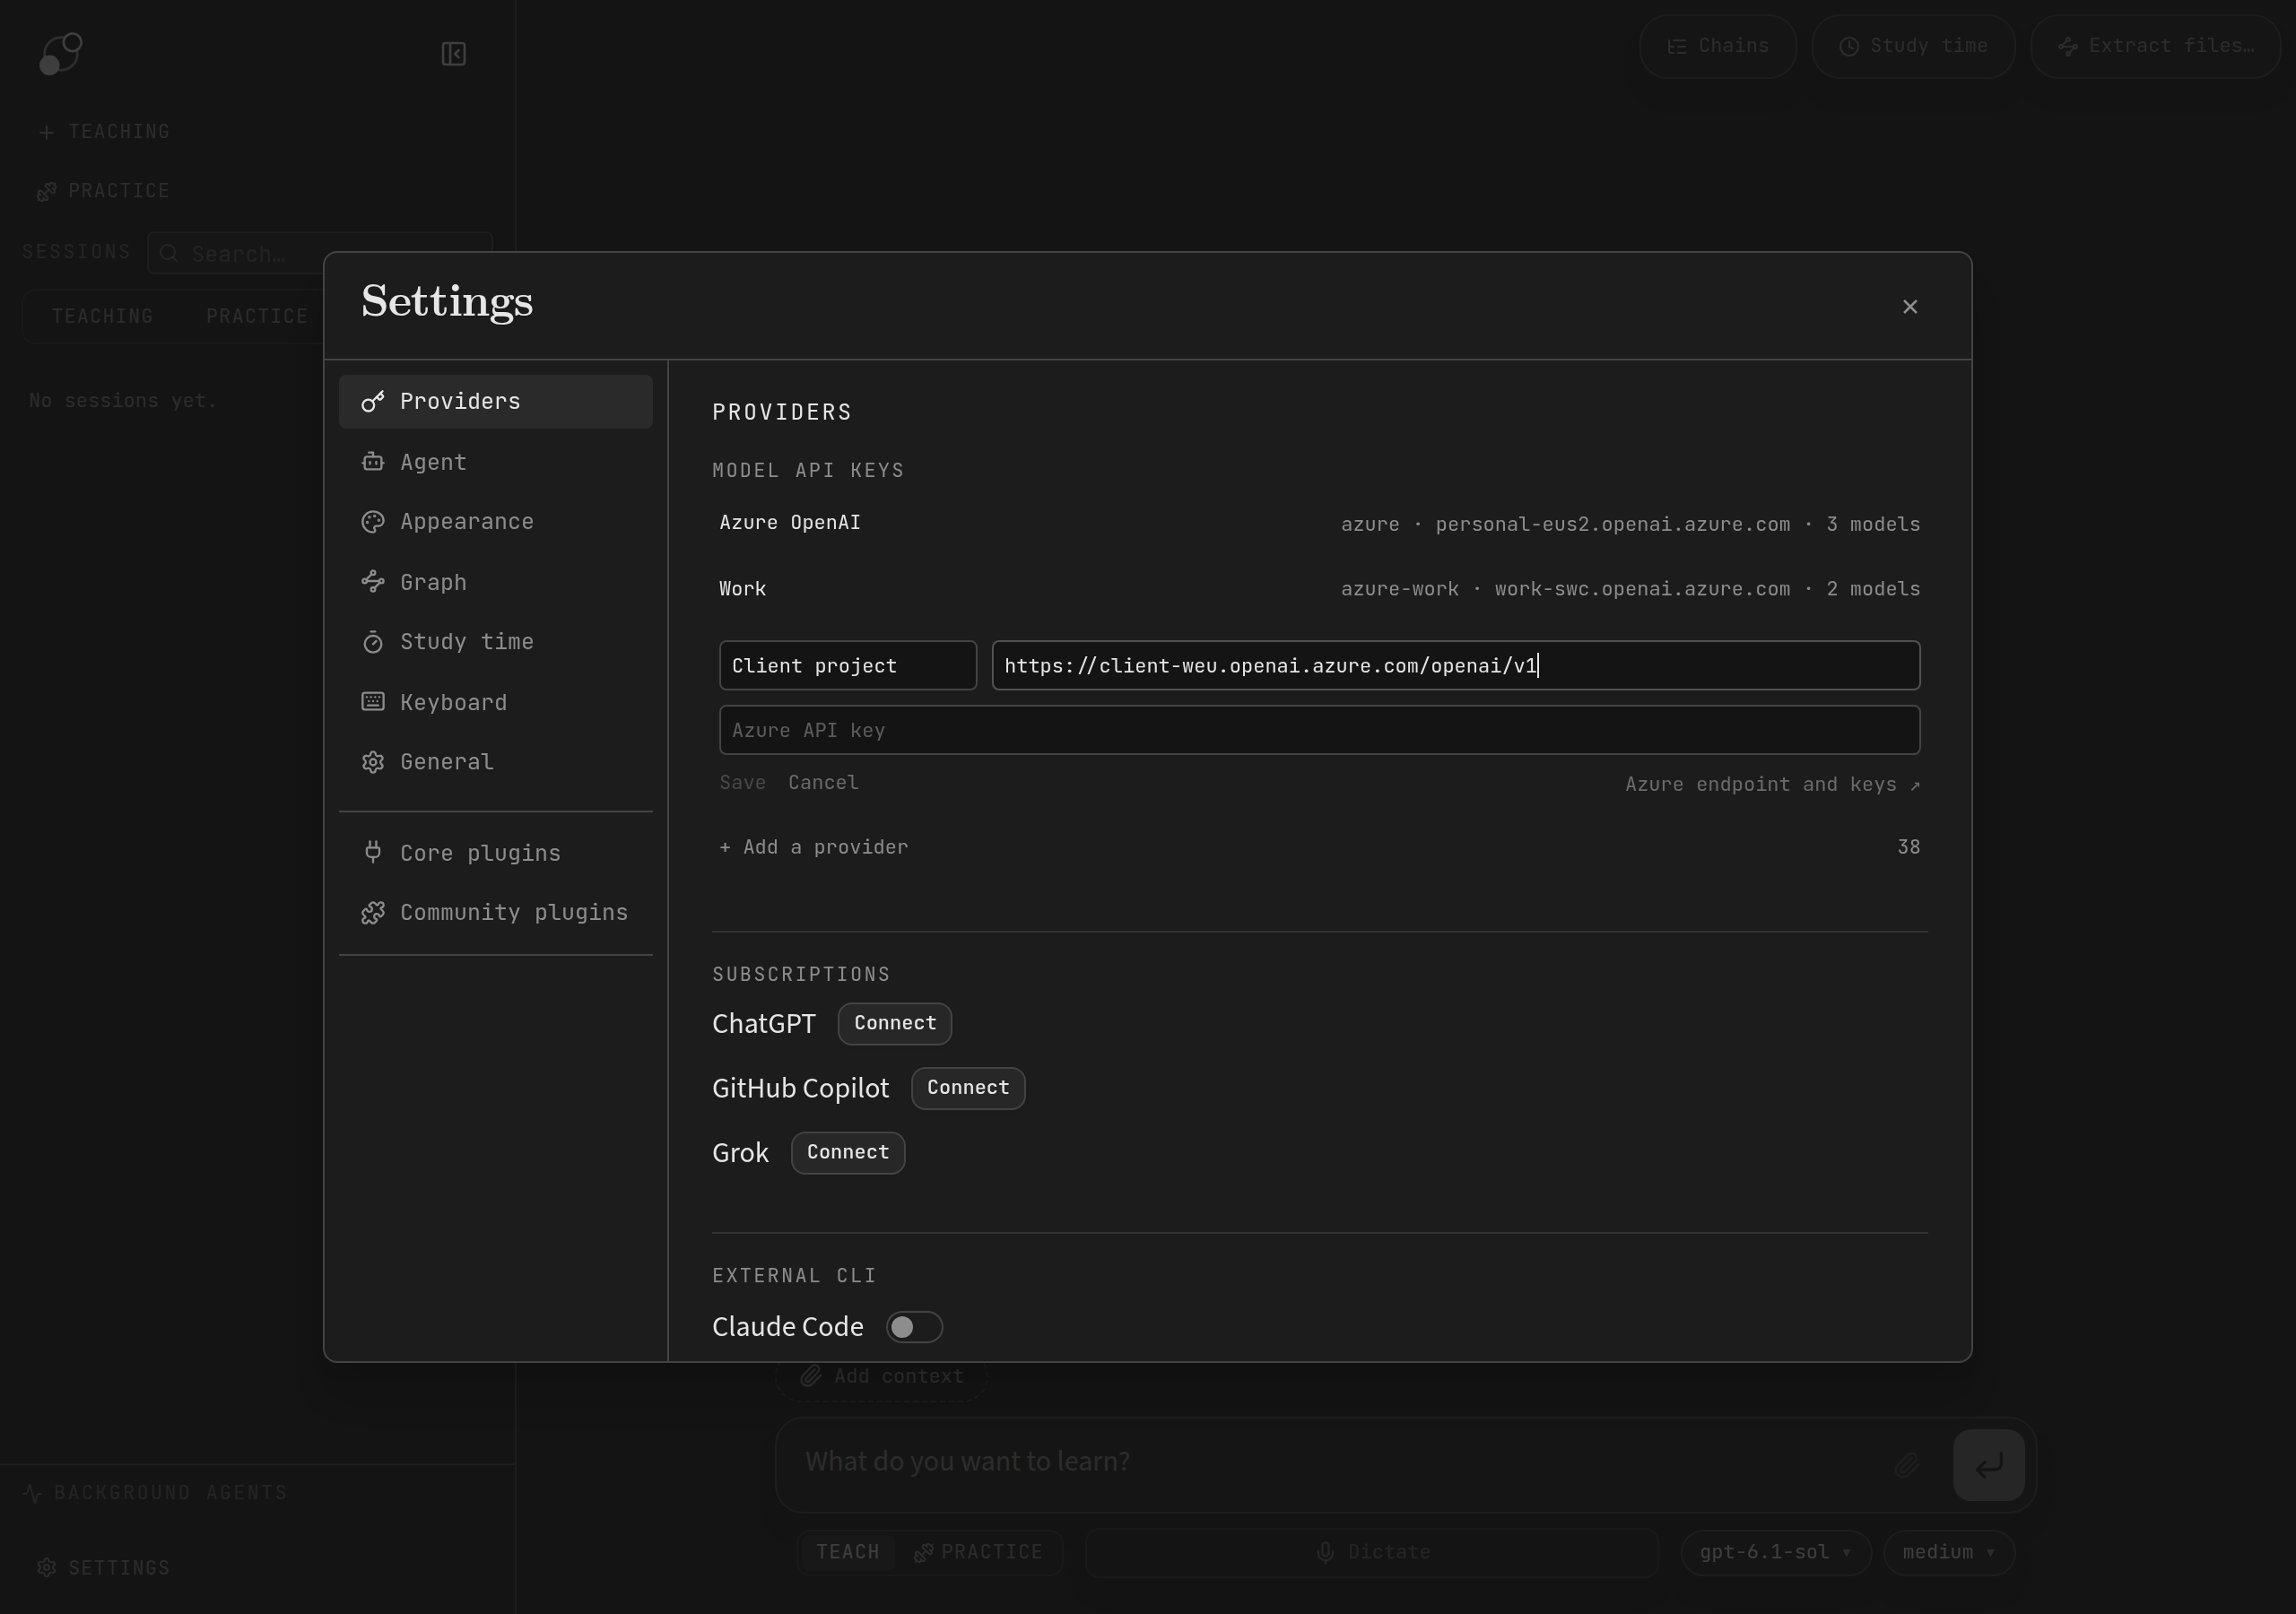 Chains
Study time
Extract files…
TEACHING
PRACTICE
SESSIONS
Search…
TEACHING
PRACTICE
No sessions yet.
Settings
Providers
Agent
Appearance
Graph
Study time
Keyboard
General
Core plugins
Community plugins
PROVIDERS
MODEL API KEYS
Azure OpenAI
azure · personal-eus2.openai.azure.com · 3 models
Work
azure-work · work-swc.openai.azure.com · 2 models
Client project
https://client-weu.openai.azure.com/openai/v1
Azure API key
Save Cancel
Azure endpoint and keys ↗
+ Add a provider
38
SUBSCRIPTIONS
ChatGPT Connect
GitHub Copilot Connect
Grok Connect
EXTERNAL CLI
Claude Code
Add context
What do you want to learn?
TEACH PRACTICE
Dictate
gpt-6.1-sol ▾
medium ▾
BACKGROUND AGENTS
SETTINGS